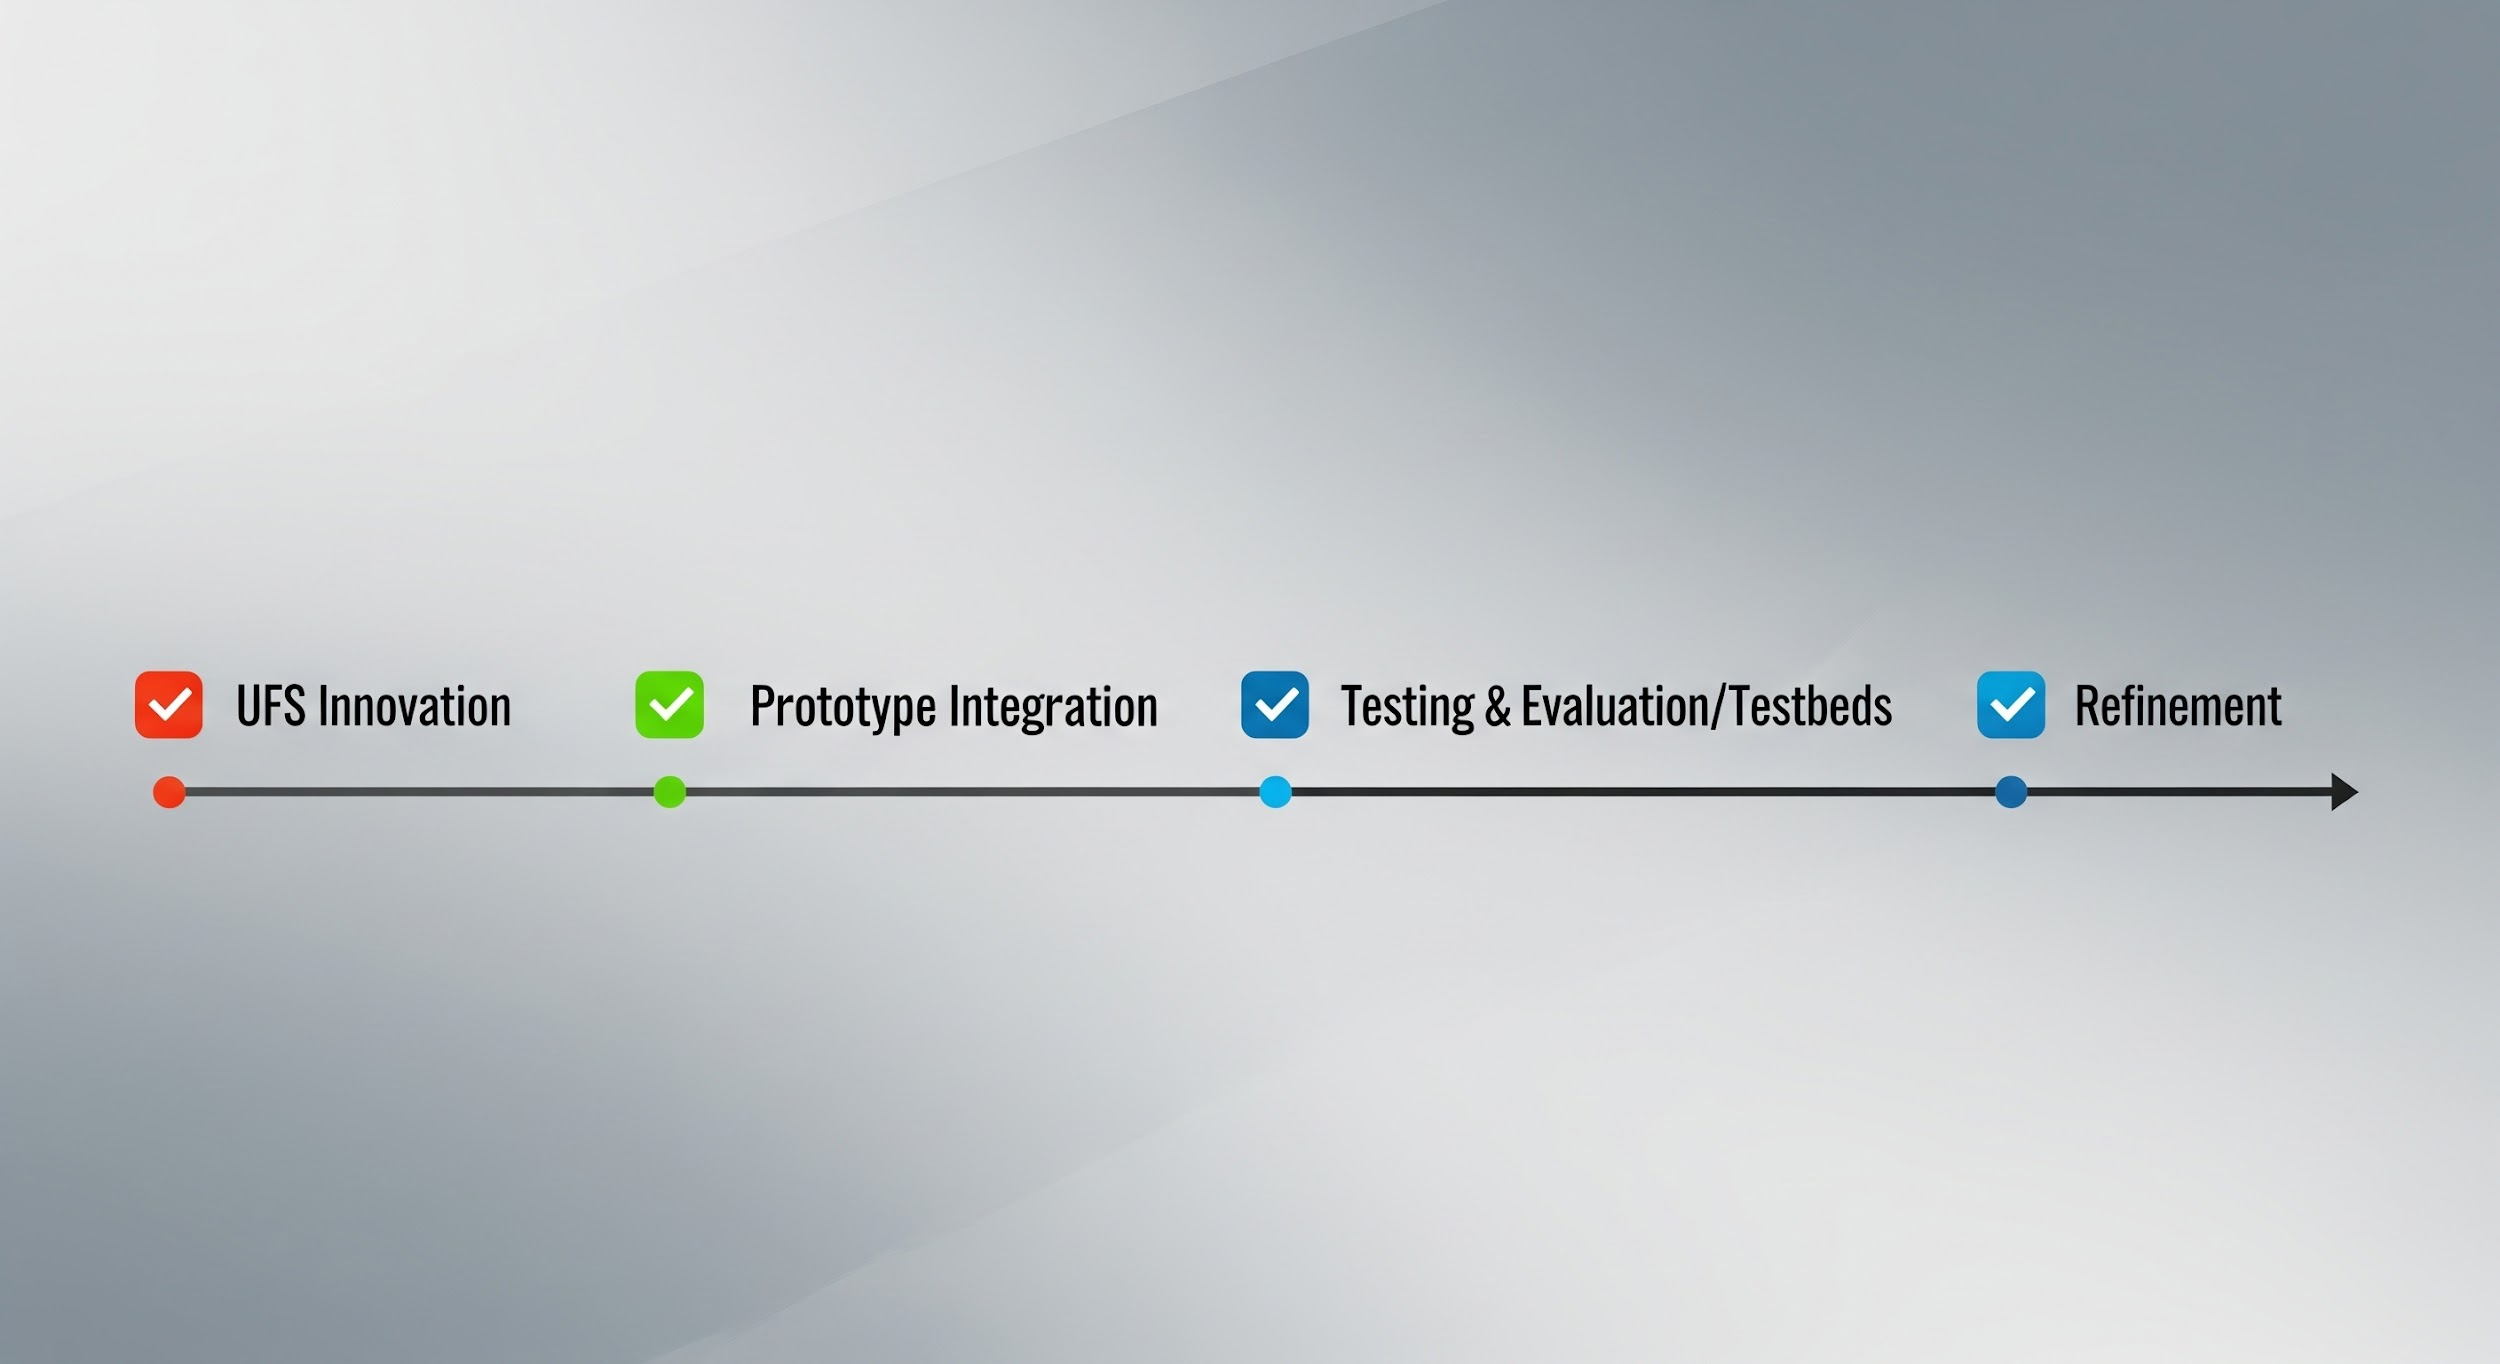 UFS Innovation
Prototype Integration
Testing & Evaluation/Testbeds
Refinement